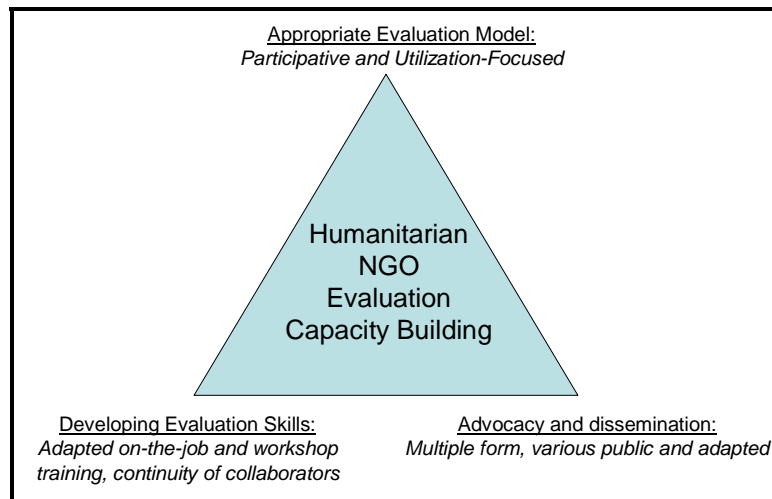 Appropriate Evaluation Model:
Participative and Utilization-Focused
Humanitarian
NGO
Evaluation
Capacity Building
Developing Evaluation Skills:
Adapted on-the-job and workshop
training, continuity of collaborators
Advocacy and dissemination:
Multiple form, various public and adapted